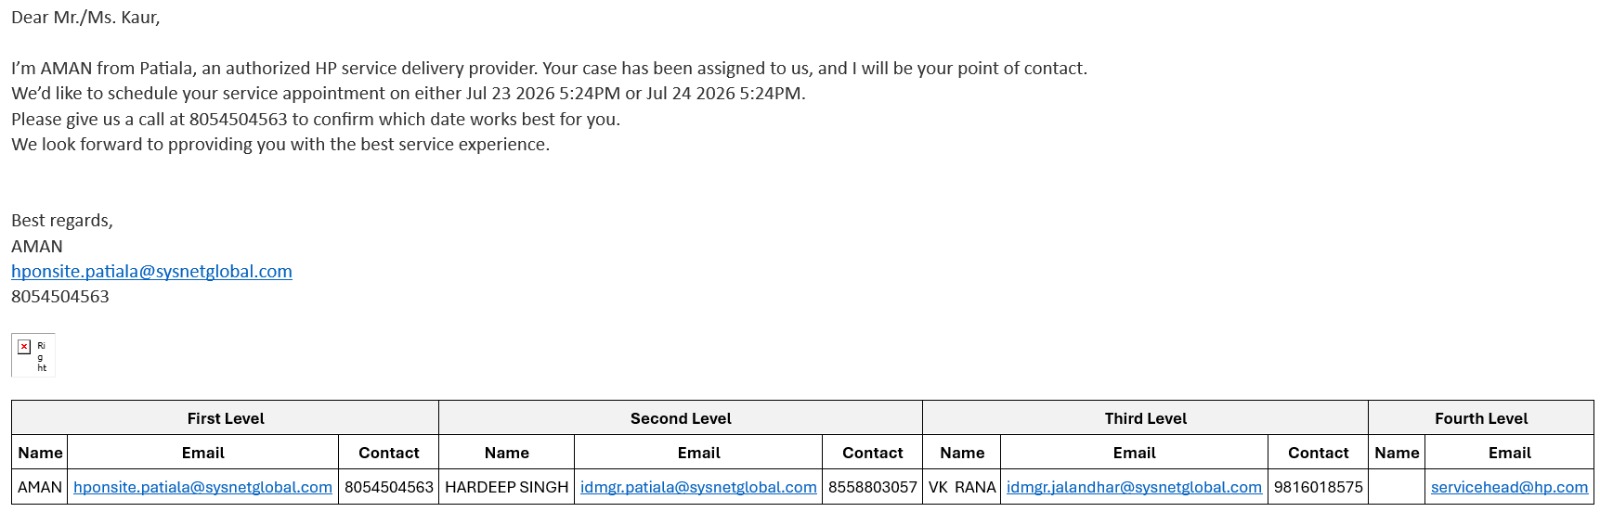 Dear Mr./Ms. Kaur,
I’m AMAN from Patiala, an authorized HP service delivery provider. Your case has been assigned to us, and I will be your point of contact.
We’d like to schedule your service appointment on either Jul 23 2026 5:24PM or Jul 24 2026 5:24PM.
Please give us a call at 8054504563 to confirm which date works best for you.
We look forward to pproviding you with the best service experience.
Best regards,
AMAN
hponsite.patiala@sysnetglobal.com
8054504563
Ri
g
ht
First Level Second Level Third Level Fourth Level
Name Email Contact Name Email Contact Name Email Contact Name Email
AMAN hponsite.patiala@sysnetglobal.com 8054504563 HARDEEP SINGH idmgr.patiala@sysnetglobal.com 8558803057 VK RANA idmgr.jalandhar@sysnetglobal.com 9816018575 servicehead@hp.com